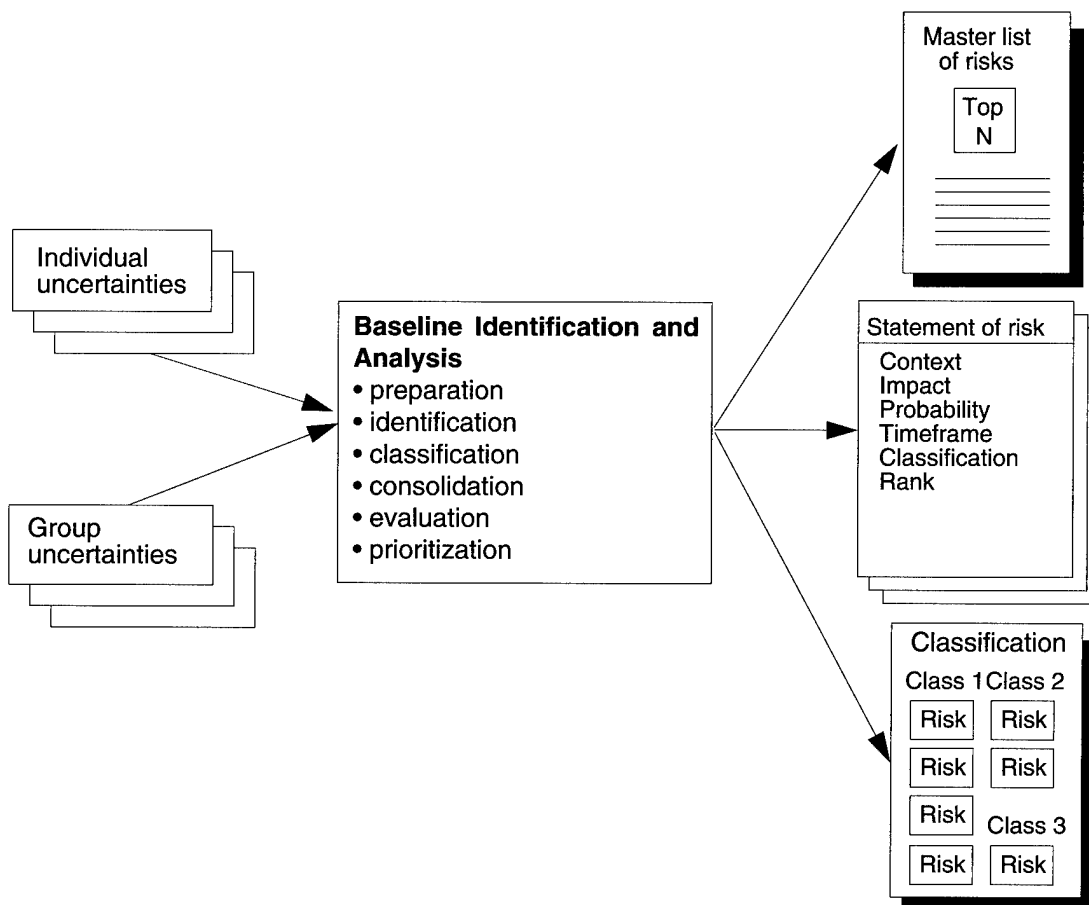 Individual
uncertainties
Group
uncertainties
Baseline Identification and
Analysis
• preparation
• identification
• classification
• consolidation
• evaluation
• prioritization
Master list
of risks
Top
N
Statement of risk
Context
Impact
Probability
Timeframe
Classification
Rank
Classification
Class 1 Class 2
Risk Risk
Risk Risk
Risk
Class 3
Risk Risk